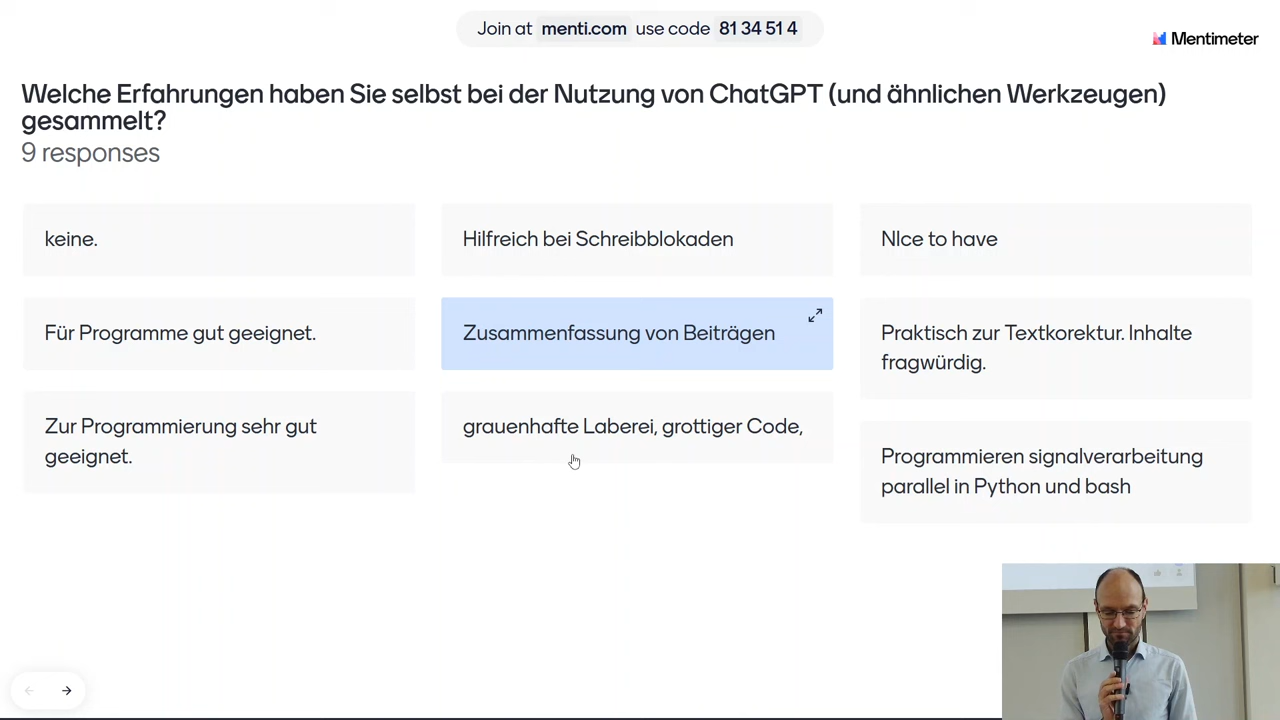 Join at menti.com use code 81 34 51 4
Mentimeter
Welche Erfahrungen haben Sie selbst bei der Nutzung von ChatGPT (und ähnlichen Werkzeugen)
gesammelt?
9 responses
keine.
Hilfreich bei Schreibblokaden
NIce to have
Für Programme gut geeignet.
Zusammenfassung von Beiträgen
Praktisch zur Textkorektur. Inhalte
fragwürdig.
Zur Programmierung sehr gut
geeignet.
grauenhafte Laberei, grottiger Code,
Programmieren signalverarbeitung
parallel in Python und bash